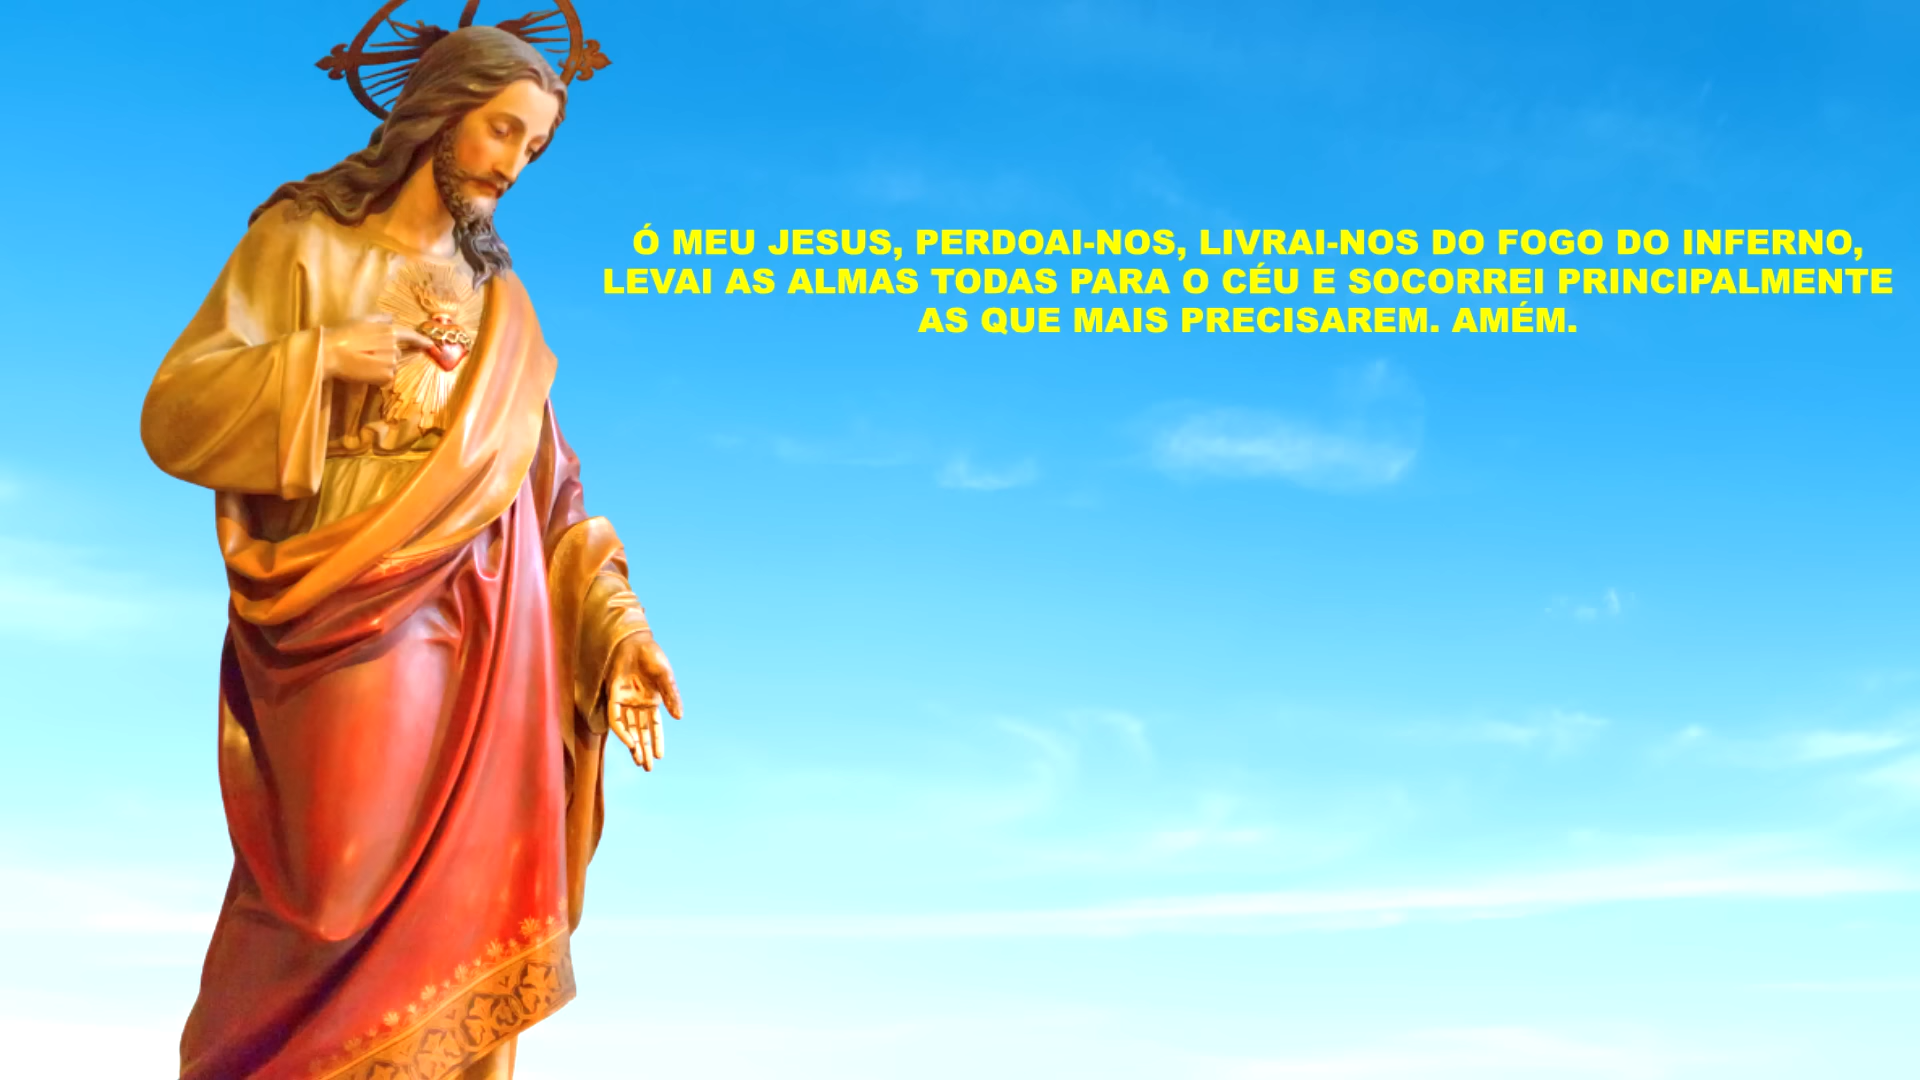 Ó MEU JESUS, PERDOAI-NOS, LIVRAI-NOS DO FOGO DO INFERNO,
LEVAI AS ALMAS TODAS PARA O CÉU E SOCORREI PRINCIPALMENTE
AS QUE MAIS PRECISAREM. AMÉM.